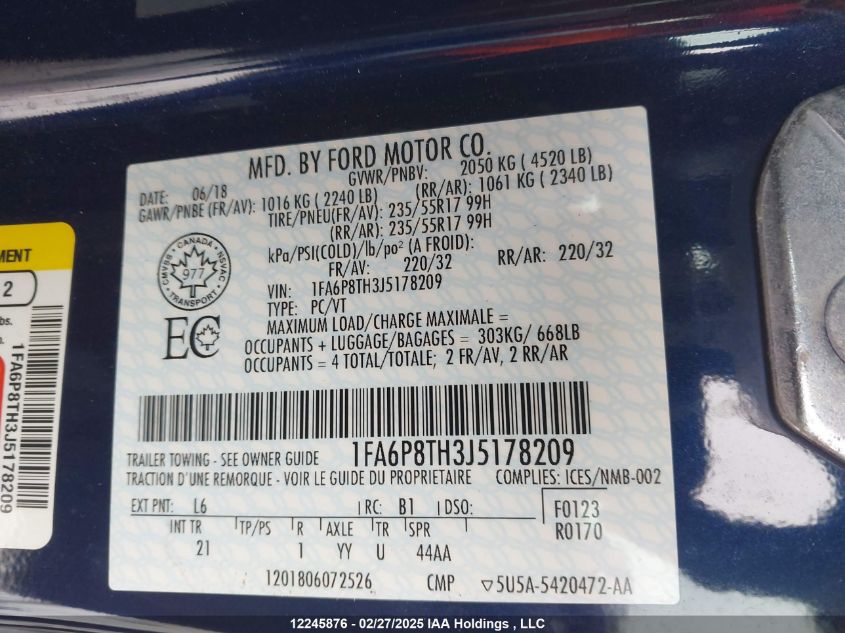 MFD. BY FORD MOTOR CO.
DATE: 06/18 GVWR/PNBV: 2050 KG ( 4520 LB)
GAWR/PNBE (FR/AV): 1016 KG ( 2240 LB) (RR/AR): 1061 KG ( 2340 LB)
TIRE/PNEU(FR/AV): 235/55R17 99H
(RR/AR): 235/55R17 99H
kPa/PSI(COLD)/lb/po² (A FROID):
FR/AV: 220/32 RR/AR: 220/32
VIN: 1FA6P8TH3J5178209
TYPE: PC/VT
MAXIMUM LOAD/CHARGE MAXIMALE =
OCCUPANTS + LUGGAGE/BAGAGES = 303KG/ 668LB
OCCUPANTS = 4 TOTAL/TOTALE; 2 FR/AV, 2 RR/AR
CANADA
CMVSS NSVAC
977
TRANSPORT
EC
1FA6P8TH3J5178209
TRAILER TOWING - SEE OWNER GUIDE
TRACTION D'UNE REMORQUE - VOIR LE GUIDE DU PROPRIETAIRE
COMPLIES: ICES/NMB-002
EXT PNT: L6 RC: B1 DSO: F0123
INT TR TP/PS R AXLE TR SPR R0170
21 1 YY U 44AA
1201806072526 CMP ▽5U5A-5420472-AA
MENT
2
bs.
1FA6P8TH3J5178209
12245876 - 02/27/2025 IAA Holdings , LLC